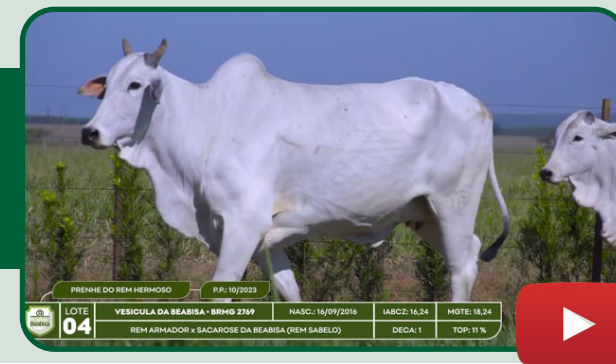 PRENHE DO REM HERMOSO P.P.: 10/2023
Beabisa LOTE 04
VESICULA DA BEABISA - BRMG 2769 NASC.: 16/09/2016 IABCZ: 16,24 MGTE: 18,24
REM ARMADOR x SACAROSE DA BEABISA (REM SABELO) DECA: 1 TOP: 11 %